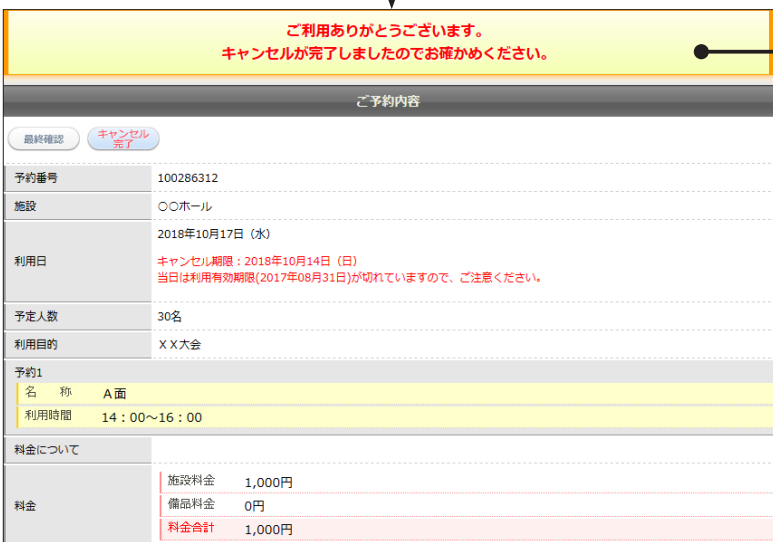 ご利用ありがとうございます。
キャンセルが完了しましたのでお確かめください。
ご予約内容
最終確認
キャンセル
完了
予約番号 100286312
施設 ○○ホール
利用日 2018年10月17日（水）
キャンセル期限：2018年10月14日（日）
当日は利用有効期限(2017年08月31日)が切れていますので、ご注意ください。
予定人数 30名
利用目的 ＸＸ大会
予約1
名　称 Ａ面
利用時間 14：00～16：00
料金について
料金
施設料金 1,000円
備品料金 0円
料金合計 1,000円